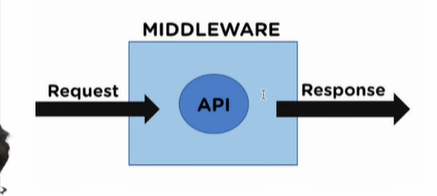 MIDDLEWARE
Request
API
Response